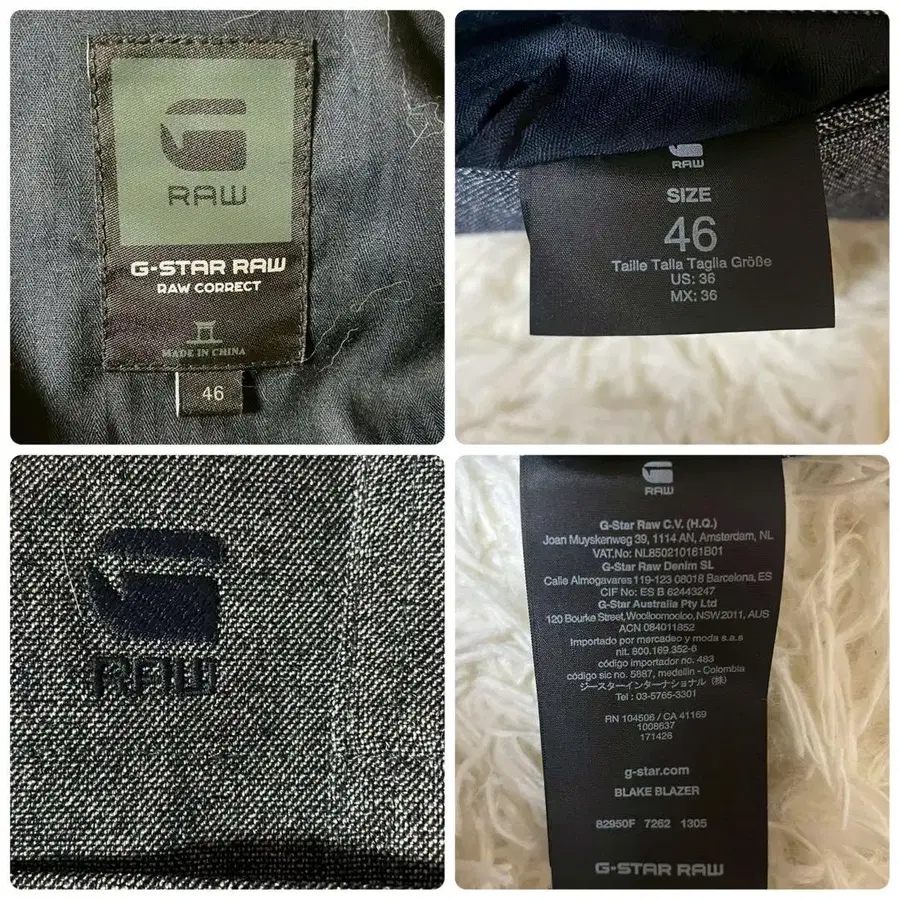 RAW
G-STAR RAW
RAW CORRECT
MADE IN CHINA
46
RAW
SIZE
46
Taille Talla Taglia Größe
US: 36
MX: 36
RAW
RAW
G-Star Raw C.V. (H.Q.)
Joan Muyskenweg 39, 1114 AN, Amsterdam, NL
VAT.No: NL850210161B01
G-Star Raw Denim SL
Calle Almogavares 119-123 08018 Barcelona, ES
CIF No: ES B 62443247
G-Star Australia Pty Ltd
120 Bourke Street, Woolloomooloo, NSW.2011, AUS
ACN 084011852
Importado por mercadeo y moda s.a.s
nit. 800.169.352-6
código importador no. 483
código sic no. 5887, medellin - Colombia
ジースターインターナショナル (株)
Tel : 03-5765-3301
RN 104506 / CA 41169
1008637
171426
g-star.com
BLAKE BLAZER
82950F 7262 1305
G-STAR RAW